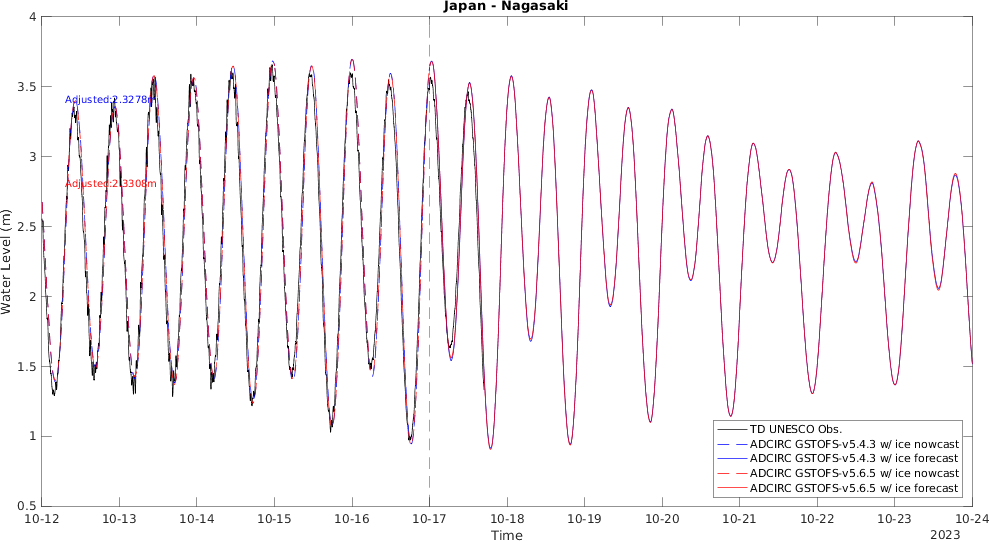 Japan - Nagasaki
4
3.5
3
2.5
2
1.5
1
0.5
Water Level (m)
Adjusted:2.3278m
Adjusted:2.3308m
TD UNESCO Obs.
ADCIRC GSTOFS-v5.4.3 w/ ice nowcast
ADCIRC GSTOFS-v5.4.3 w/ ice forecast
ADCIRC GSTOFS-v5.6.5 w/ ice nowcast
ADCIRC GSTOFS-v5.6.5 w/ ice forecast
10-12 10-13 10-14 10-15 10-16 10-17 10-18 10-19 10-20 10-21 10-22 10-23 10-24
Time
2023